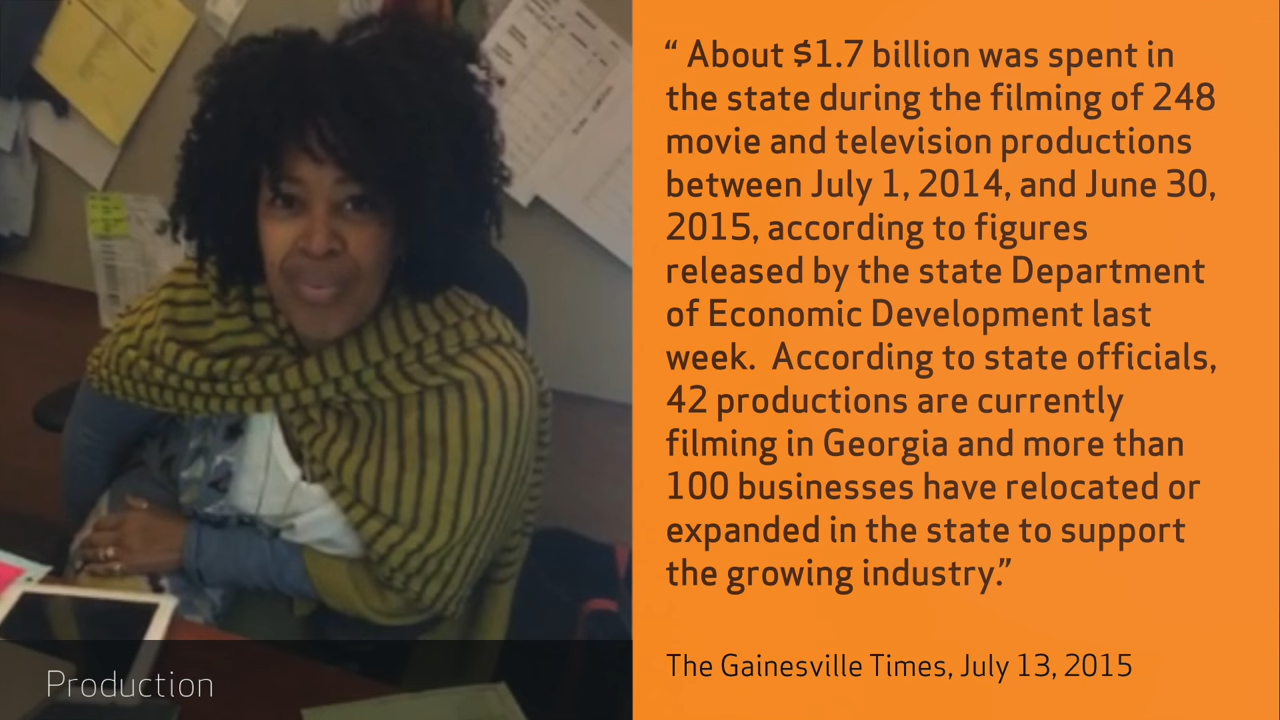 “ About $1.7 billion was spent in
the state during the filming of 248
movie and television productions
between July 1, 2014, and June 30,
2015, according to figures
released by the state Department
of Economic Development last
week.  According to state officials,
42 productions are currently
filming in Georgia and more than
100 businesses have relocated or
expanded in the state to support
the growing industry.”
The Gainesville Times, July 13, 2015
Production